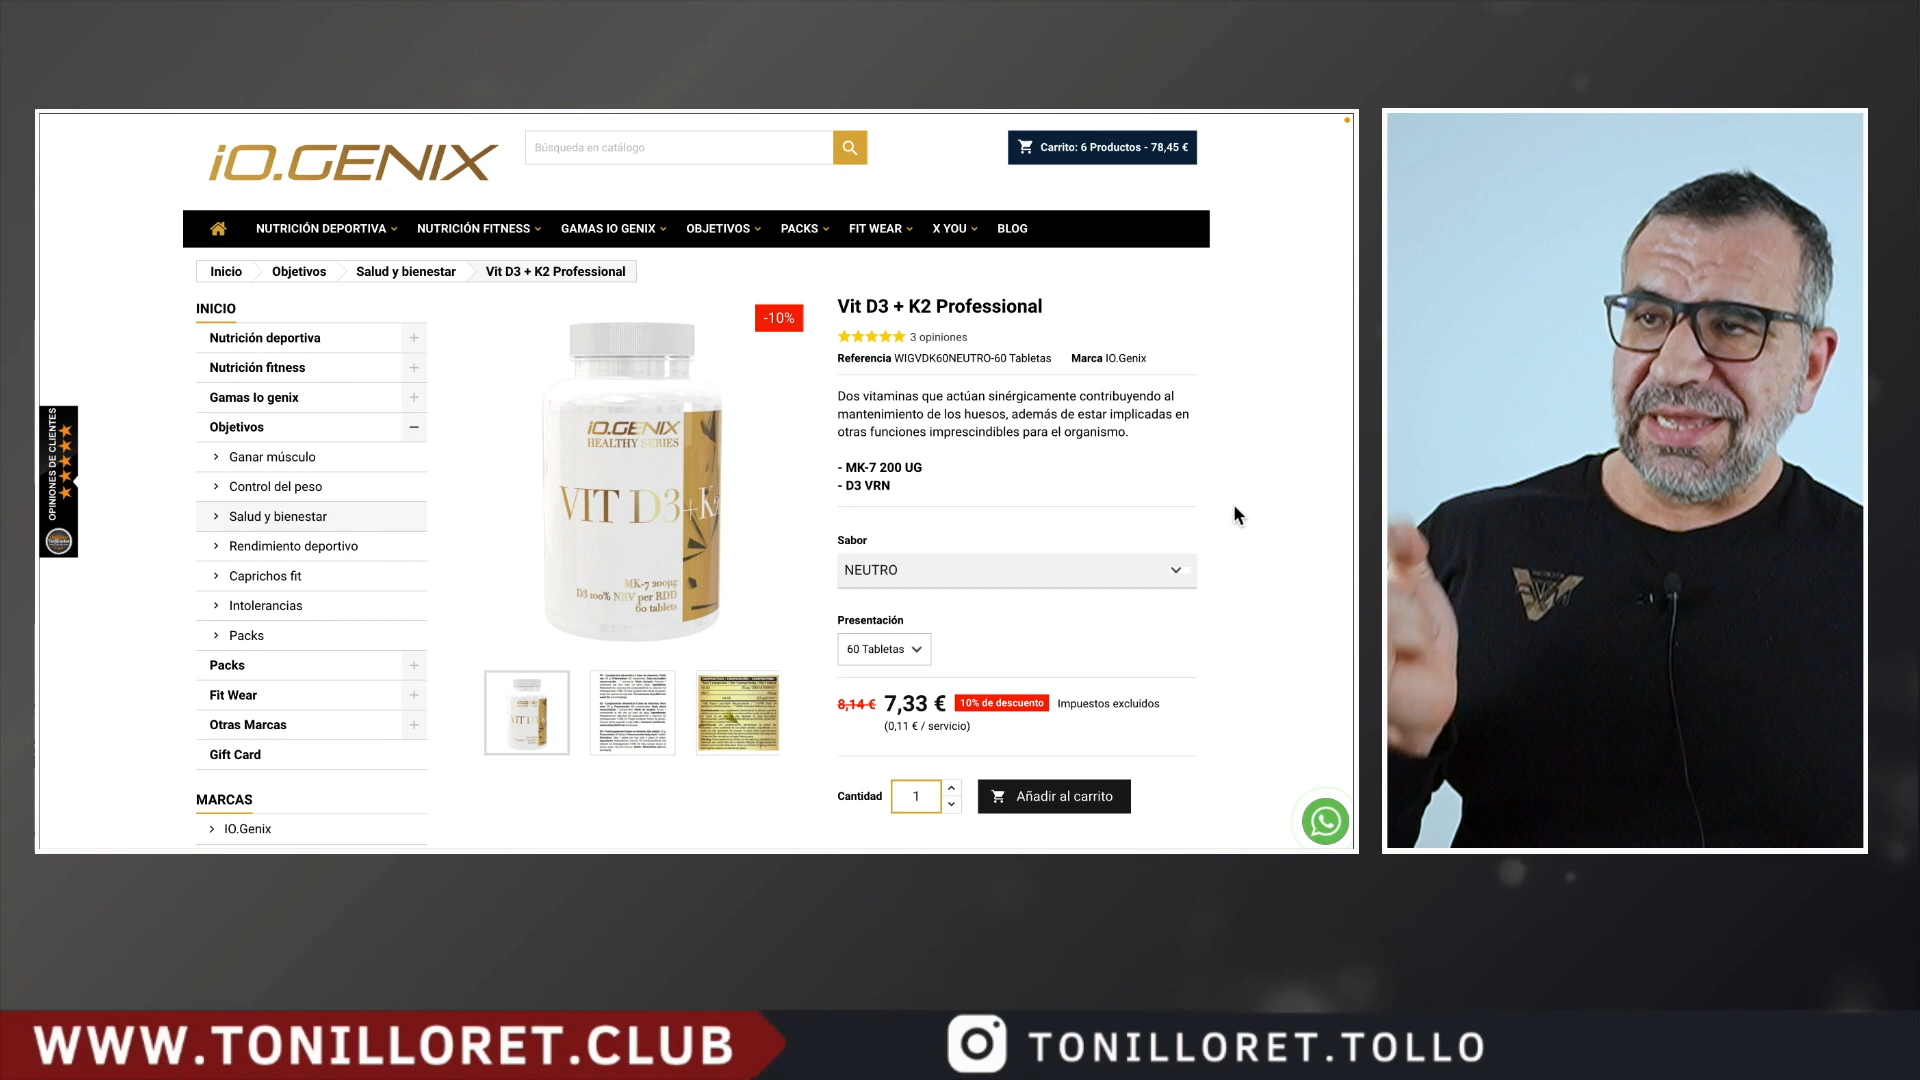 iO.GENIX
Búsqueda en catálogo
Carrito: 6 Productos - 78,45 €
NUTRICIÓN DEPORTIVA
NUTRICIÓN FITNESS
GAMAS IO GENIX
OBJETIVOS
PACKS
FIT WEAR
X YOU
BLOG
Inicio
Objetivos
Salud y bienestar
Vit D3 + K2 Professional
INICIO
Nutrición deportiva
Nutrición fitness
Gamas Io genix
Objetivos
Ganar músculo
Control del peso
Salud y bienestar
Rendimiento deportivo
Caprichos fit
Intolerancias
Packs
Packs
Fit Wear
Otras Marcas
Gift Card
MARCAS
IO.Genix
OPINIONES DE CLIENTES
-10%
iO.GENIX
HEALTHY SERIES
VIT D3+K2
MK-7 200µg
D3 100% NRV per RDD
60 tablets
Vit D3 + K2 Professional
3 opiniones
Referencia WIGVDK60NEUTRO-60 Tabletas Marca IO.Genix
Dos vitaminas que actúan sinérgicamente contribuyendo al
mantenimiento de los huesos, además de estar implicadas en
otras funciones imprescindibles para el organismo.
- MK-7 200 UG
- D3 VRN
Sabor
NEUTRO
Presentación
60 Tabletas
8,14 € 7,33 € 10% de descuento Impuestos excluidos
(0,11 € / servicio)
Cantidad 1 Añadir al carrito
WWW.TONILLORET.CLUB
TONILLORET.TOLLO